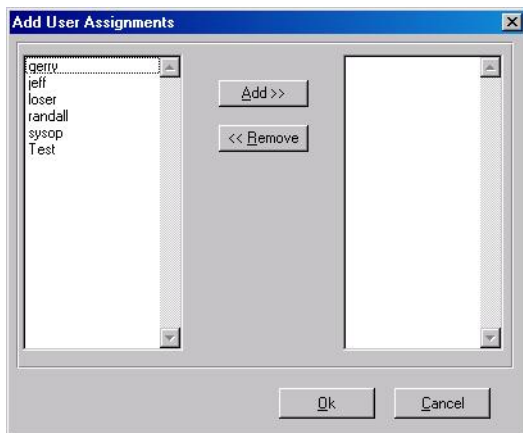 Add User Assignments
gerry
jeff
loser
randall
sysop
Test
Add >>
<< Remove
Ok
Cancel